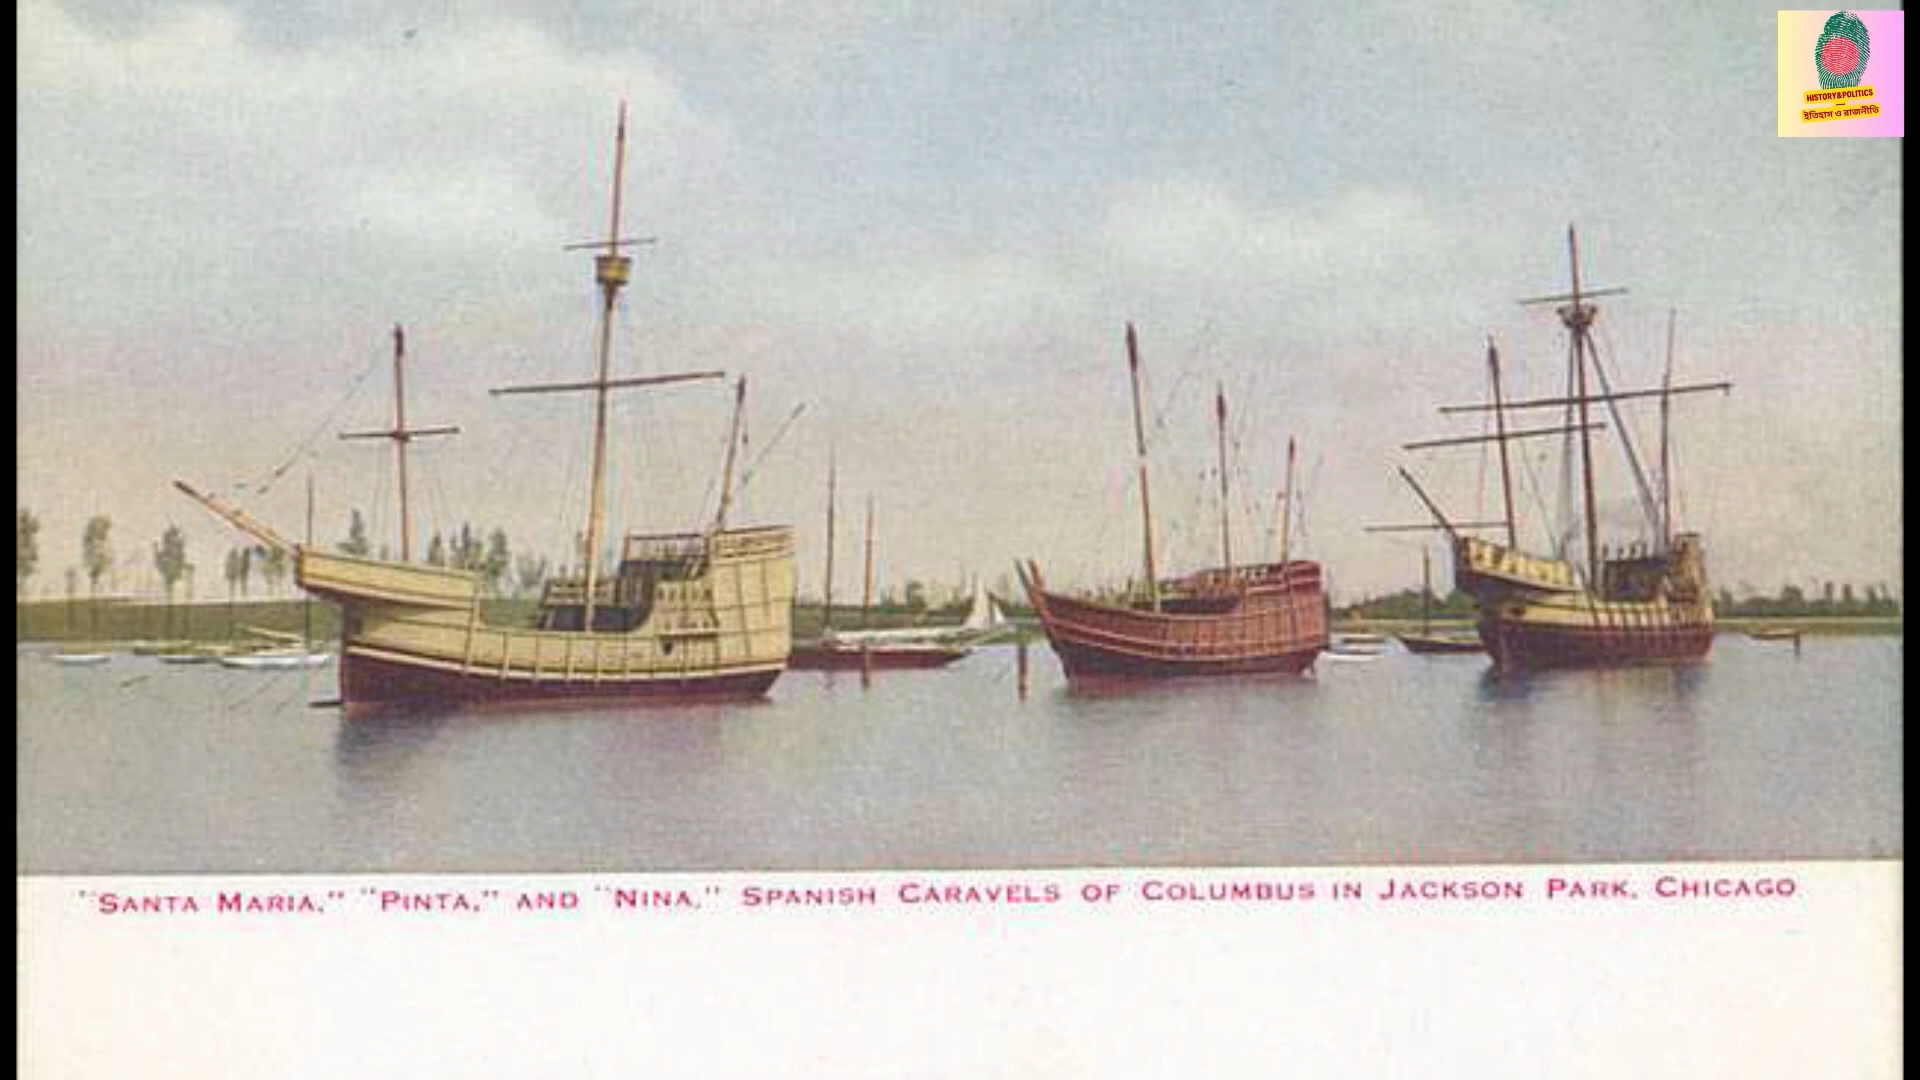 HISTORY&POLITICS
ইতিহাস ও রাজনীতি
"SANTA MARIA," "PINTA," AND "NINA," SPANISH CARAVELS OF COLUMBUS IN JACKSON PARK, CHICAGO